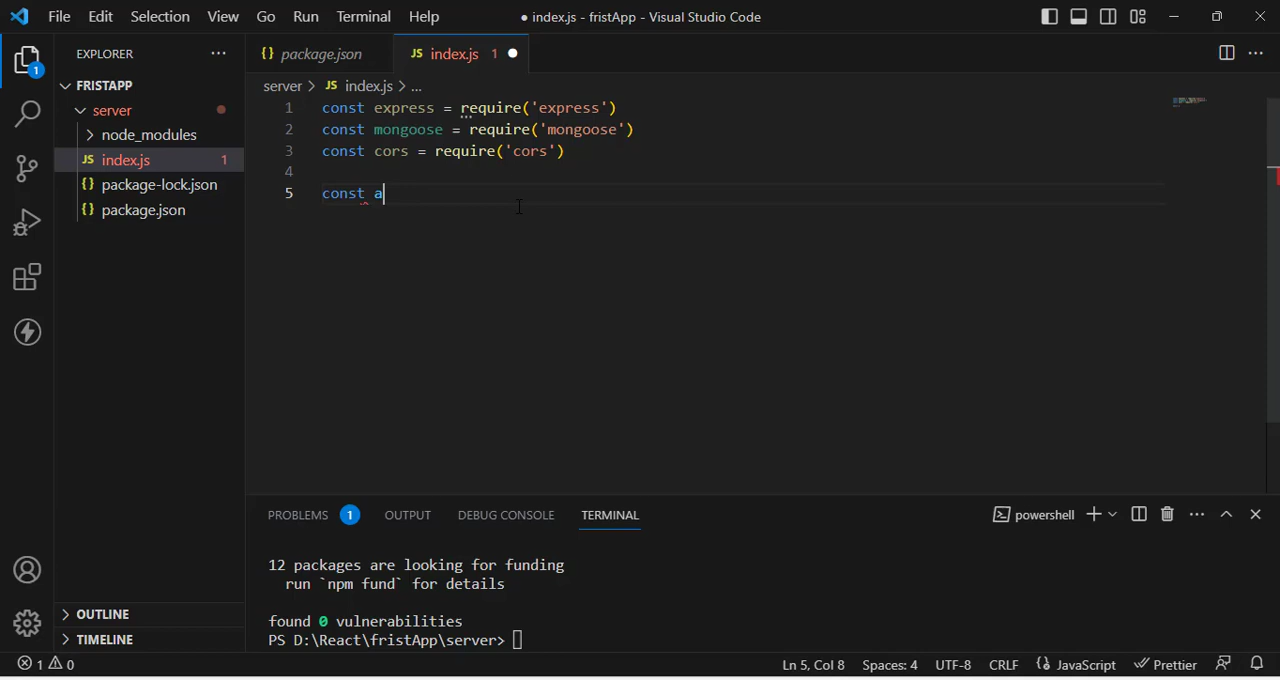 File Edit Selection View Go Run Terminal Help
● index.js - fristApp - Visual Studio Code
EXPLORER ...
1
FRISTAPP
server
node_modules
JS index.js 1
{} package-lock.json
{} package.json
OUTLINE
TIMELINE
{} package.json JS index.js 1
server > JS index.js > ...
1 const express = require('express')
2 const mongoose = require('mongoose')
3 const cors = require('cors')
4
5 const a
PROBLEMS 1 OUTPUT DEBUG CONSOLE TERMINAL
powershell
12 packages are looking for funding
run `npm fund` for details
found 0 vulnerabilities
PS D:\React\fristApp\server>
1 0
Ln 5, Col 8 Spaces: 4 UTF-8 CRLF {} JavaScript Prettier